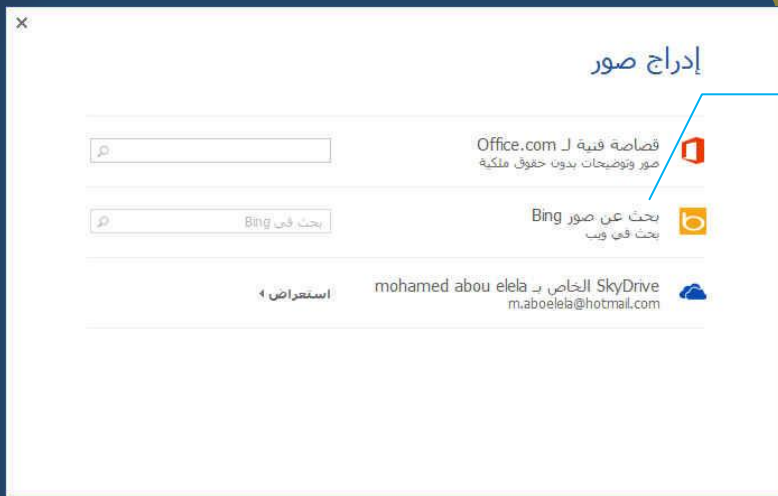 إدراج صور
قصاصة فنية لـ Office.com
صور وتوضيحات بدون حقوق ملكية
بحث عن صور Bing
بحث في ويب
بحث في Bing
SkyDrive الخاص بـ mohamed abou elela
m.aboelela@hotmail.com
استعراض